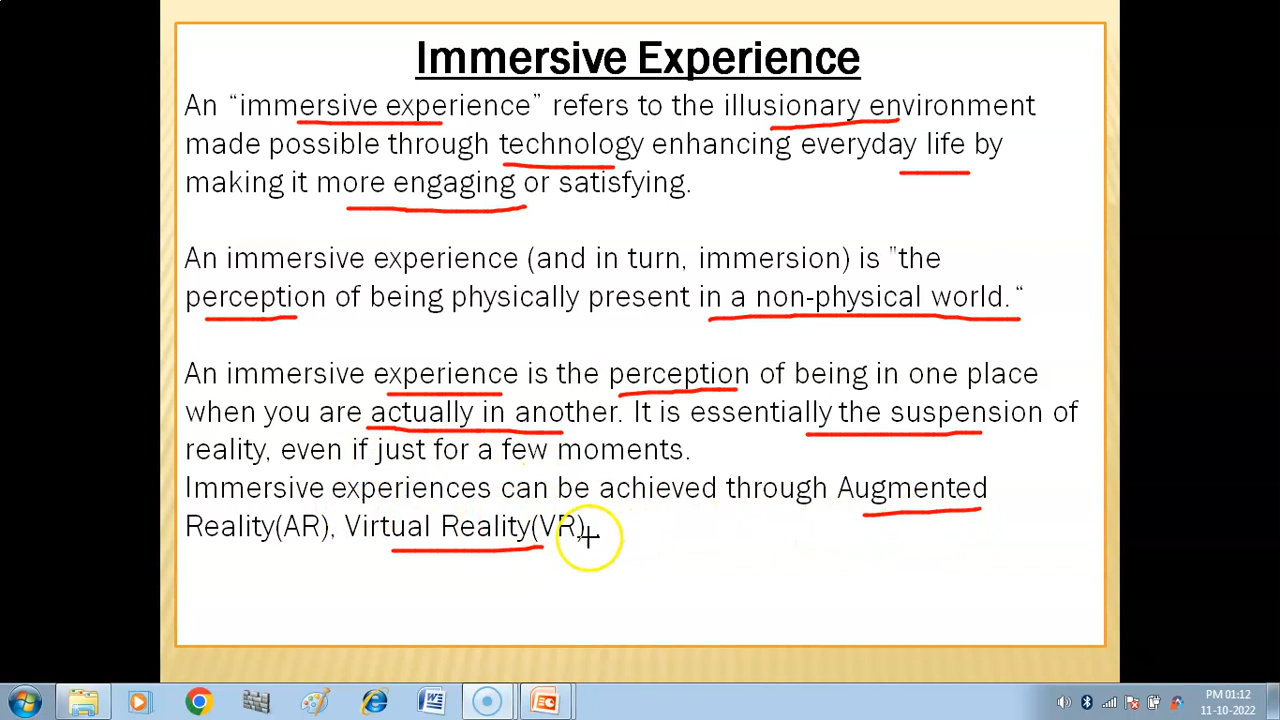 Immersive Experience
An “immersive experience” refers to the illusionary environment
made possible through technology enhancing everyday life by
making it more engaging or satisfying.
An immersive experience (and in turn, immersion) is ”the
perception of being physically present in a non-physical world.“
An immersive experience is the perception of being in one place
when you are actually in another. It is essentially the suspension of
reality, even if just for a few moments.
Immersive experiences can be achieved through Augmented
Reality(AR), Virtual Reality(VR),
PM 01:12
11-10-2022